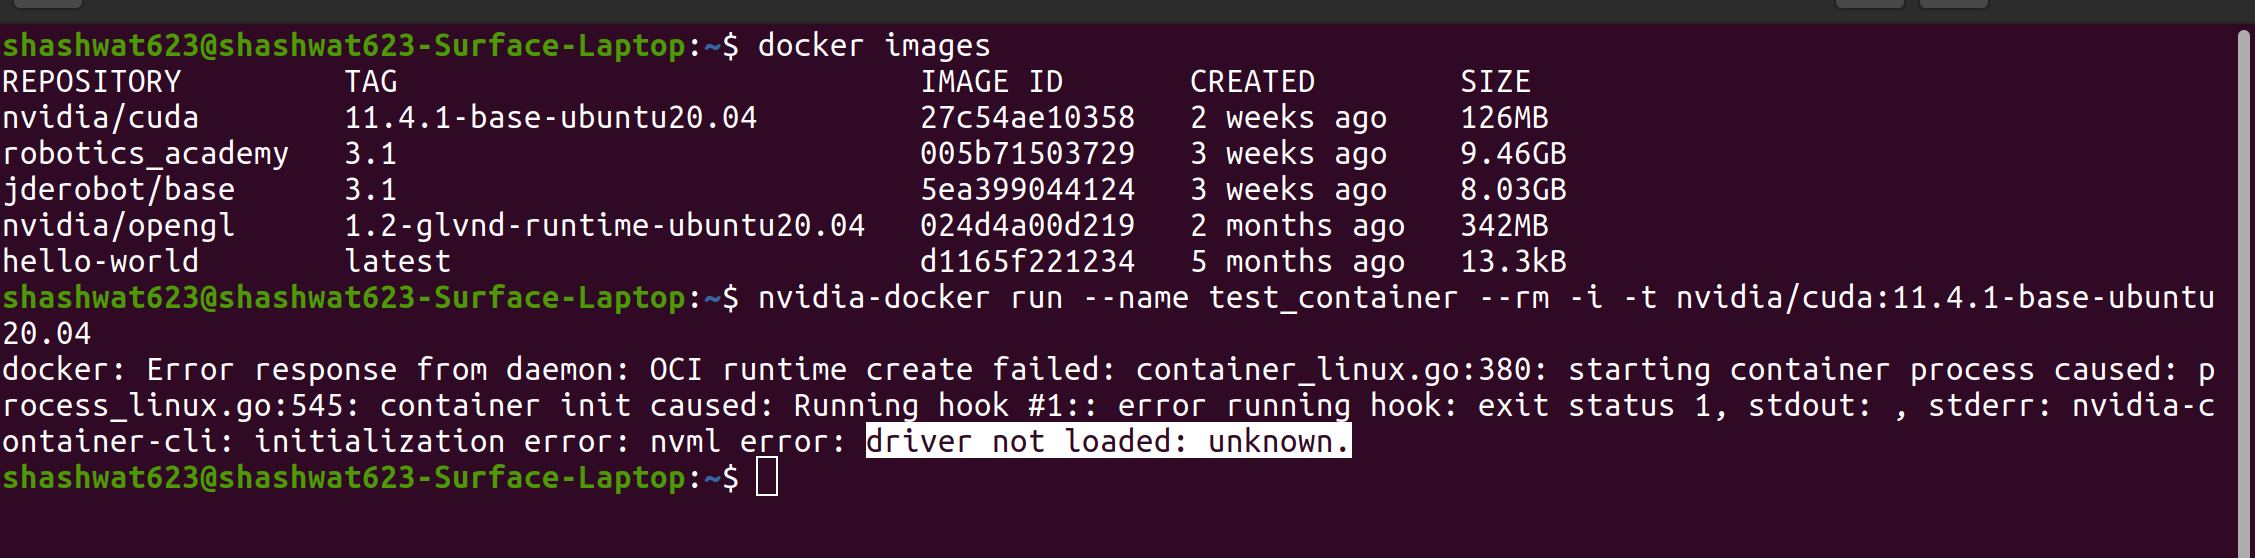 shashwat623@shashwat623-Surface-Laptop:~$ docker images
REPOSITORY         TAG                             IMAGE ID       CREATED        SIZE
nvidia/cuda        11.4.1-base-ubuntu20.04         27c54ae10358   2 weeks ago    126MB
robotics_academy   3.1                             005b71503729   3 weeks ago    9.46GB
jderobot/base      3.1                             5ea399044124   3 weeks ago    8.03GB
nvidia/opengl      1.2-glvnd-runtime-ubuntu20.04   024d4a00d219   2 months ago   342MB
hello-world        latest                          d1165f221234   5 months ago   13.3kB
shashwat623@shashwat623-Surface-Laptop:~$ nvidia-docker run --name test_container --rm -i -t nvidia/cuda:11.4.1-base-ubuntu
20.04
docker: Error response from daemon: OCI runtime create failed: container_linux.go:380: starting container process caused: p
rocess_linux.go:545: container init caused: Running hook #1:: error running hook: exit status 1, stdout: , stderr: nvidia-c
ontainer-cli: initialization error: nvml error: driver not loaded: unknown.
shashwat623@shashwat623-Surface-Laptop:~$